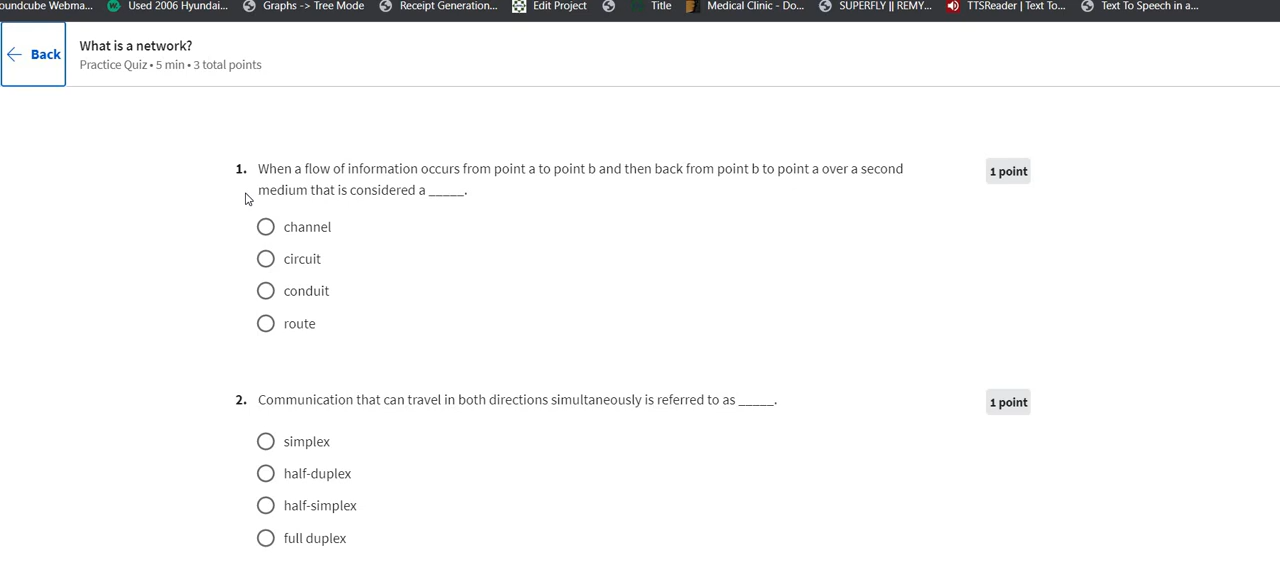 oundcube Webma... Used 2006 Hyundai... Graphs -> Tree Mode Receipt Generation... Edit Project Title Medical Clinic - Do... SUPERFLY || REMY... TTSReader | Text To... Text To Speech in a...
Back
What is a network?
Practice Quiz • 5 min • 3 total points
1. When a flow of information occurs from point a to point b and then back from point b to point a over a second 1 point
medium that is considered a _____.
channel
circuit
conduit
route
2. Communication that can travel in both directions simultaneously is referred to as _____. 1 point
simplex
half-duplex
half-simplex
full duplex